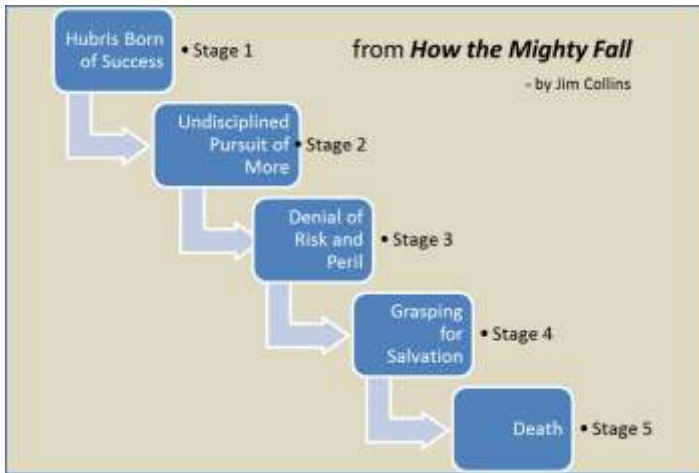 from How the Mighty Fall
- by Jim Collins
Hubris Born
of Success
• Stage 1
Undisciplined
Pursuit of
More
• Stage 2
Denial of
Risk and
Peril
• Stage 3
Grasping
for
Salvation
• Stage 4
Death
• Stage 5